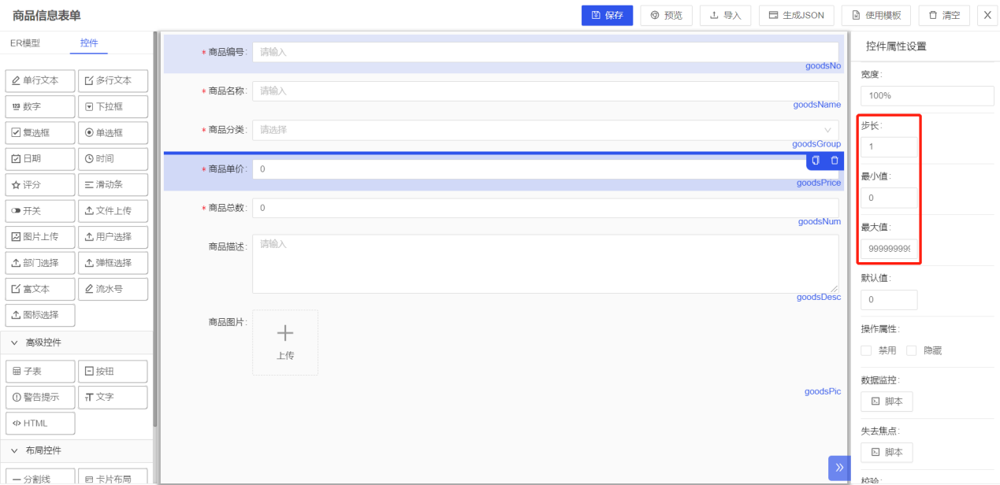 商品信息表单
保存
预览
导入
生成JSON
使用模板
清空
X
ER模型
控件
单行文本
多行文本
数字
下拉框
复选框
单选框
日期
时间
评分
滑动条
开关
文件上传
图片上传
用户选择
部门选择
弹框选择
富文本
流水号
图标选择
高级控件
子表
按钮
警告提示
文字
HTML
布局控件
分割线
卡片布局
* 商品编号: 请输入
goodsNo
* 商品名称: 请输入
goodsName
* 商品分类: 请选择
goodsGroup
* 商品单价: 0
goodsPrice
* 商品总数: 0
goodsNum
商品描述: 请输入
goodsDesc
商品图片:
上传
goodsPic
控件属性设置
宽度:
100%
步长:
1
最小值:
0
最大值:
999999999
默认值:
0
操作属性:
禁用 隐藏
数据监控:
脚本
失去焦点:
脚本
校验: